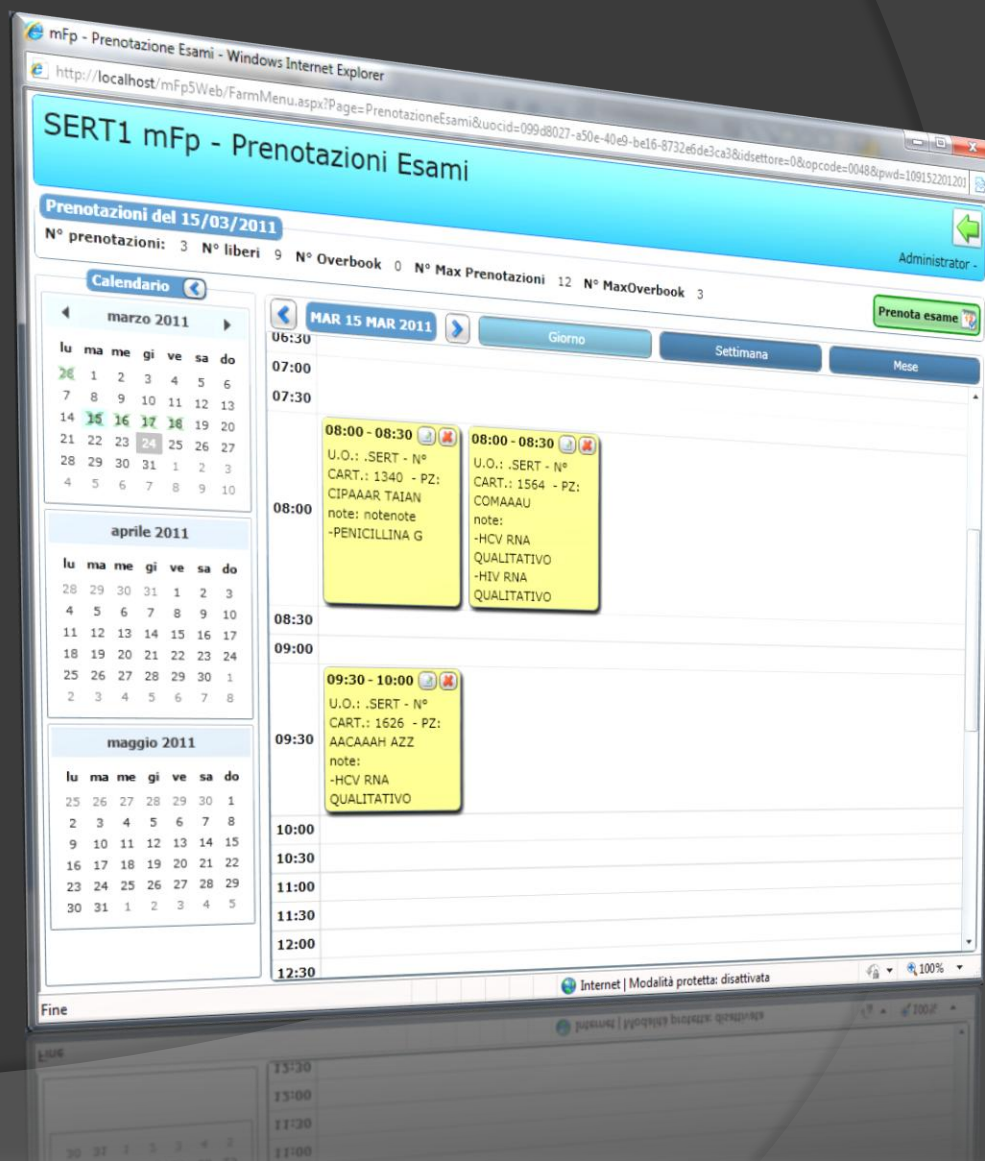 mFp - Prenotazione Esami - Windows Internet Explorer
http://localhost/mFp5Web/FarmMenu.aspx?Page=PrenotazioneEsami&uocid=099d8027-a50e-40e9-be16-8732e6de3ca3&idsettore=0&opcode=0048&pwd=109152201201
SERT1 mFp - Prenotazioni Esami
Administrator -
Prenotazioni del 15/03/2011
N° prenotazioni: 3 N° liberi 9 N° Overbook 0 N° Max Prenotazioni 12 N° MaxOverbook 3
Prenota esame
Calendario
marzo 2011
lu ma me gi ve sa do
1 2 3 4 5 6
7 8 9 10 11 12 13
14 15 16 17 18 19 20
21 22 23 24 25 26 27
28 29 30 31 1 2 3
4 5 6 7 8 9 10
aprile 2011
lu ma me gi ve sa do
28 29 30 31 1 2 3
4 5 6 7 8 9 10
11 12 13 14 15 16 17
18 19 20 21 22 23 24
25 26 27 28 29 30 1
2 3 4 5 6 7 8
maggio 2011
lu ma me gi ve sa do
25 26 27 28 29 30 1
2 3 4 5 6 7 8
9 10 11 12 13 14 15
16 17 18 19 20 21 22
23 24 25 26 27 28 29
30 31 1 2 3 4 5
MAR 15 MAR 2011
Giorno
Settimana
Mese
06:30
07:00
07:30
08:00
08:00 - 08:30
U.O.: .SERT - N°
CART.: 1340 - PZ:
CIPAAAR TAIAN
note: notenote
-PENICILLINA G
08:00 - 08:30
U.O.: .SERT - N°
CART.: 1564 - PZ:
COMAAAU
note:
-HCV RNA
QUALITATIVO
-HIV RNA
QUALITATIVO
08:30
09:00
09:30
09:30 - 10:00
U.O.: .SERT - N°
CART.: 1626 - PZ:
AACAAAH AZZ
note:
-HCV RNA
QUALITATIVO
10:00
10:30
11:00
11:30
12:00
12:30
Fine
Internet | Modalità protetta: disattivata
100%